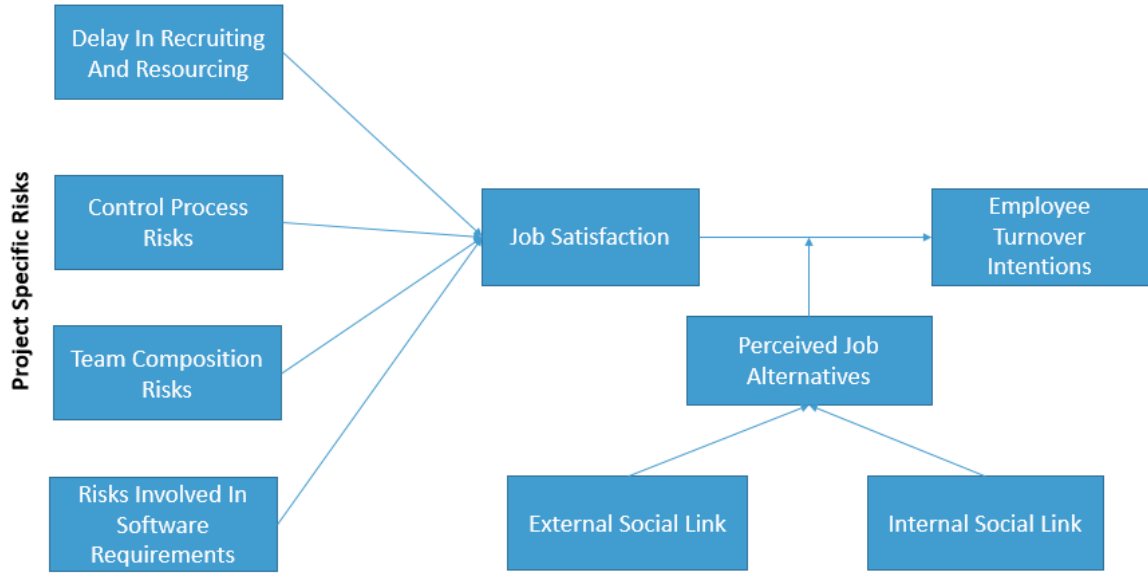 Project Specific Risks
Delay In Recruiting
And Resourcing
Control Process
Risks
Team Composition
Risks
Risks Involved In
Software
Requirements
Job Satisfaction
Employee
Turnover
Intentions
Perceived Job
Alternatives
External Social Link
Internal Social Link